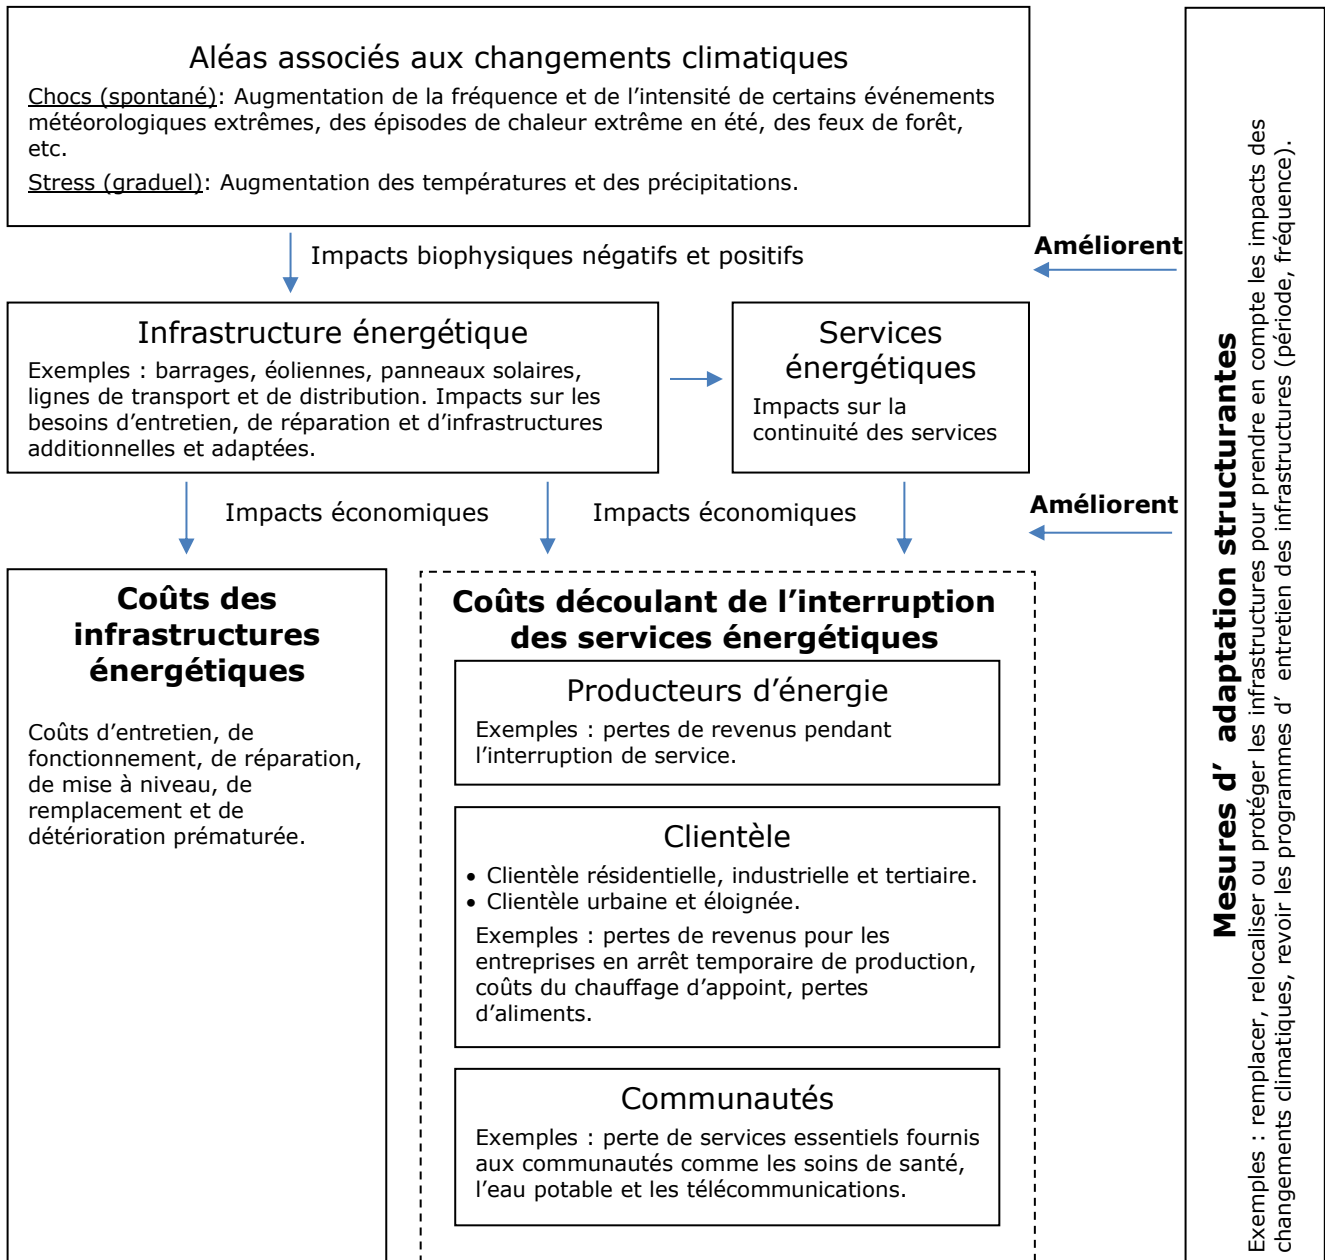 Aléas associés aux changements climatiques
Chocs (spontané): Augmentation de la fréquence et de l’intensité de certains événements
météorologiques extrêmes, des épisodes de chaleur extrême en été, des feux de forêt,
etc.
Stress (graduel): Augmentation des températures et des précipitations.
Impacts biophysiques négatifs et positifs
Améliorent
Infrastructure énergétique
Exemples : barrages, éoliennes, panneaux solaires,
lignes de transport et de distribution. Impacts sur les
besoins d’entretien, de réparation et d’infrastructures
additionnelles et adaptées.
Services
énergétiques
Impacts sur la
continuité des services
Impacts économiques
Impacts économiques
Améliorent
Coûts des
infrastructures
énergétiques
Coûts d’entretien, de
fonctionnement, de réparation,
de mise à niveau, de
remplacement et de
détérioration prématurée.
Coûts découlant de l’interruption
des services énergétiques
Producteurs d’énergie
Exemples : pertes de revenus pendant
l’interruption de service.
Clientèle
• Clientèle résidentielle, industrielle et tertiaire.
• Clientèle urbaine et éloignée.
Exemples : pertes de revenus pour les
entreprises en arrêt temporaire de production,
coûts du chauffage d’appoint, pertes
d’aliments.
Communautés
Exemples : perte de services essentiels fournis
aux communautés comme les soins de santé,
l’eau potable et les télécommunications.
Mesures d’ adaptation structurantes
Exemples : remplacer, relocaliser ou protéger les infrastructures pour prendre en compte les impacts des
changements climatiques, revoir les programmes d’ entretien des infrastructures (période, fréquence).